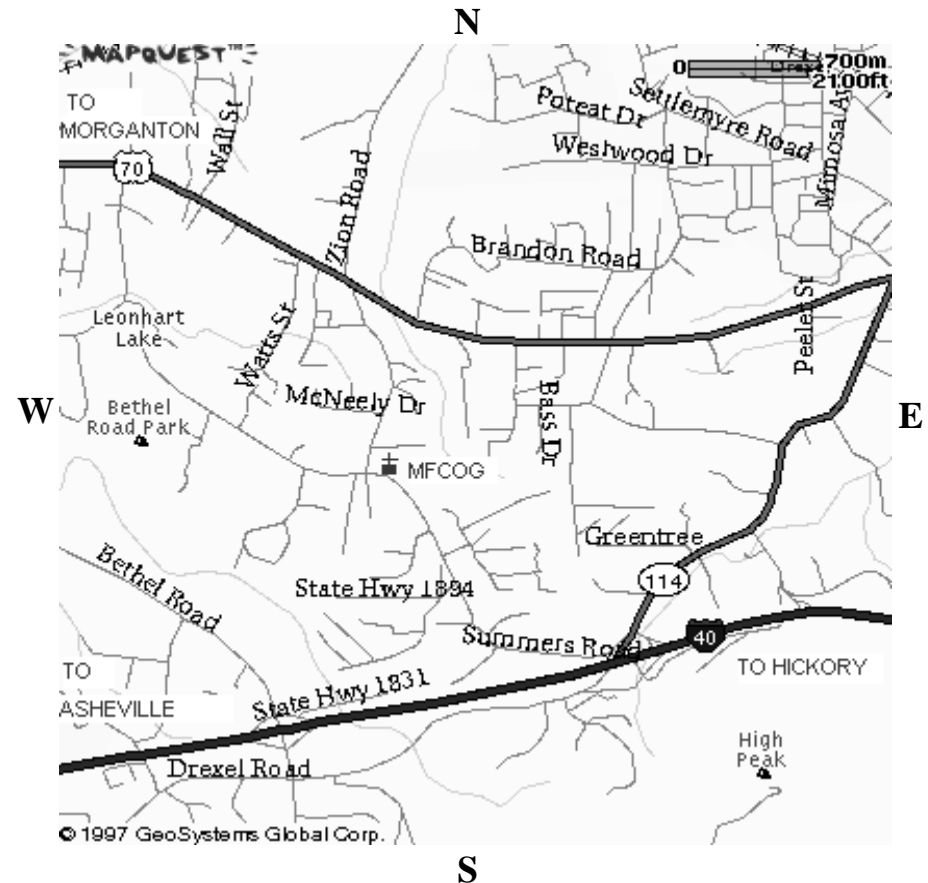 N
MAPQUEST™
0 700m
2100ft
TO
MORGANTON
Wall St
Poteat Dr
Settlemyre Road
Westwood Dr
70
Zion Road
Mimosa
Brandon Road
Leonhart
Lake
Watts St
Peeler St
McNeely Dr
Bass Dr
W
E
Bethel
Road Park
MFCOG
Greentree
Bethel Road
State Hwy 1894
114
Summers Road
40
TO
TO HICKORY
ASHEVILLE
State Hwy 1831
High
Peak
Drexel Road
© 1997 GeoSystems Global Corp.
S